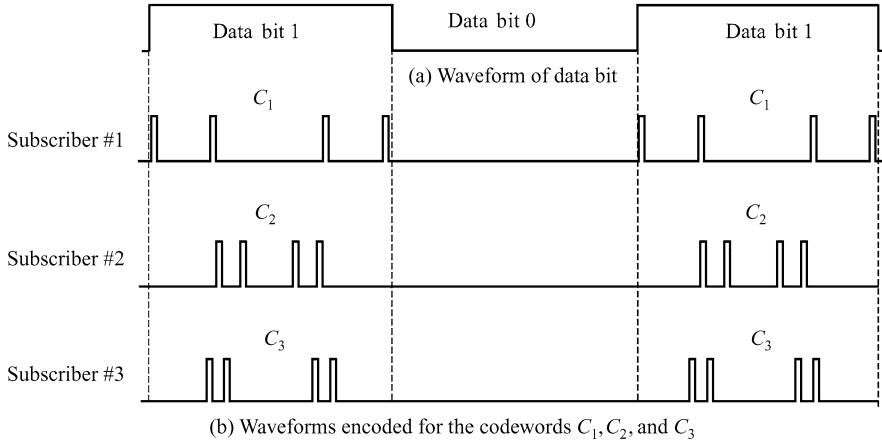 Data bit 1
Data bit 0
Data bit 1
(a) Waveform of data bit
C₁
C₁
Subscriber #1
C₂
C₂
Subscriber #2
C₃
C₃
Subscriber #3
(b) Waveforms encoded for the codewords C₁, C₂, and C₃